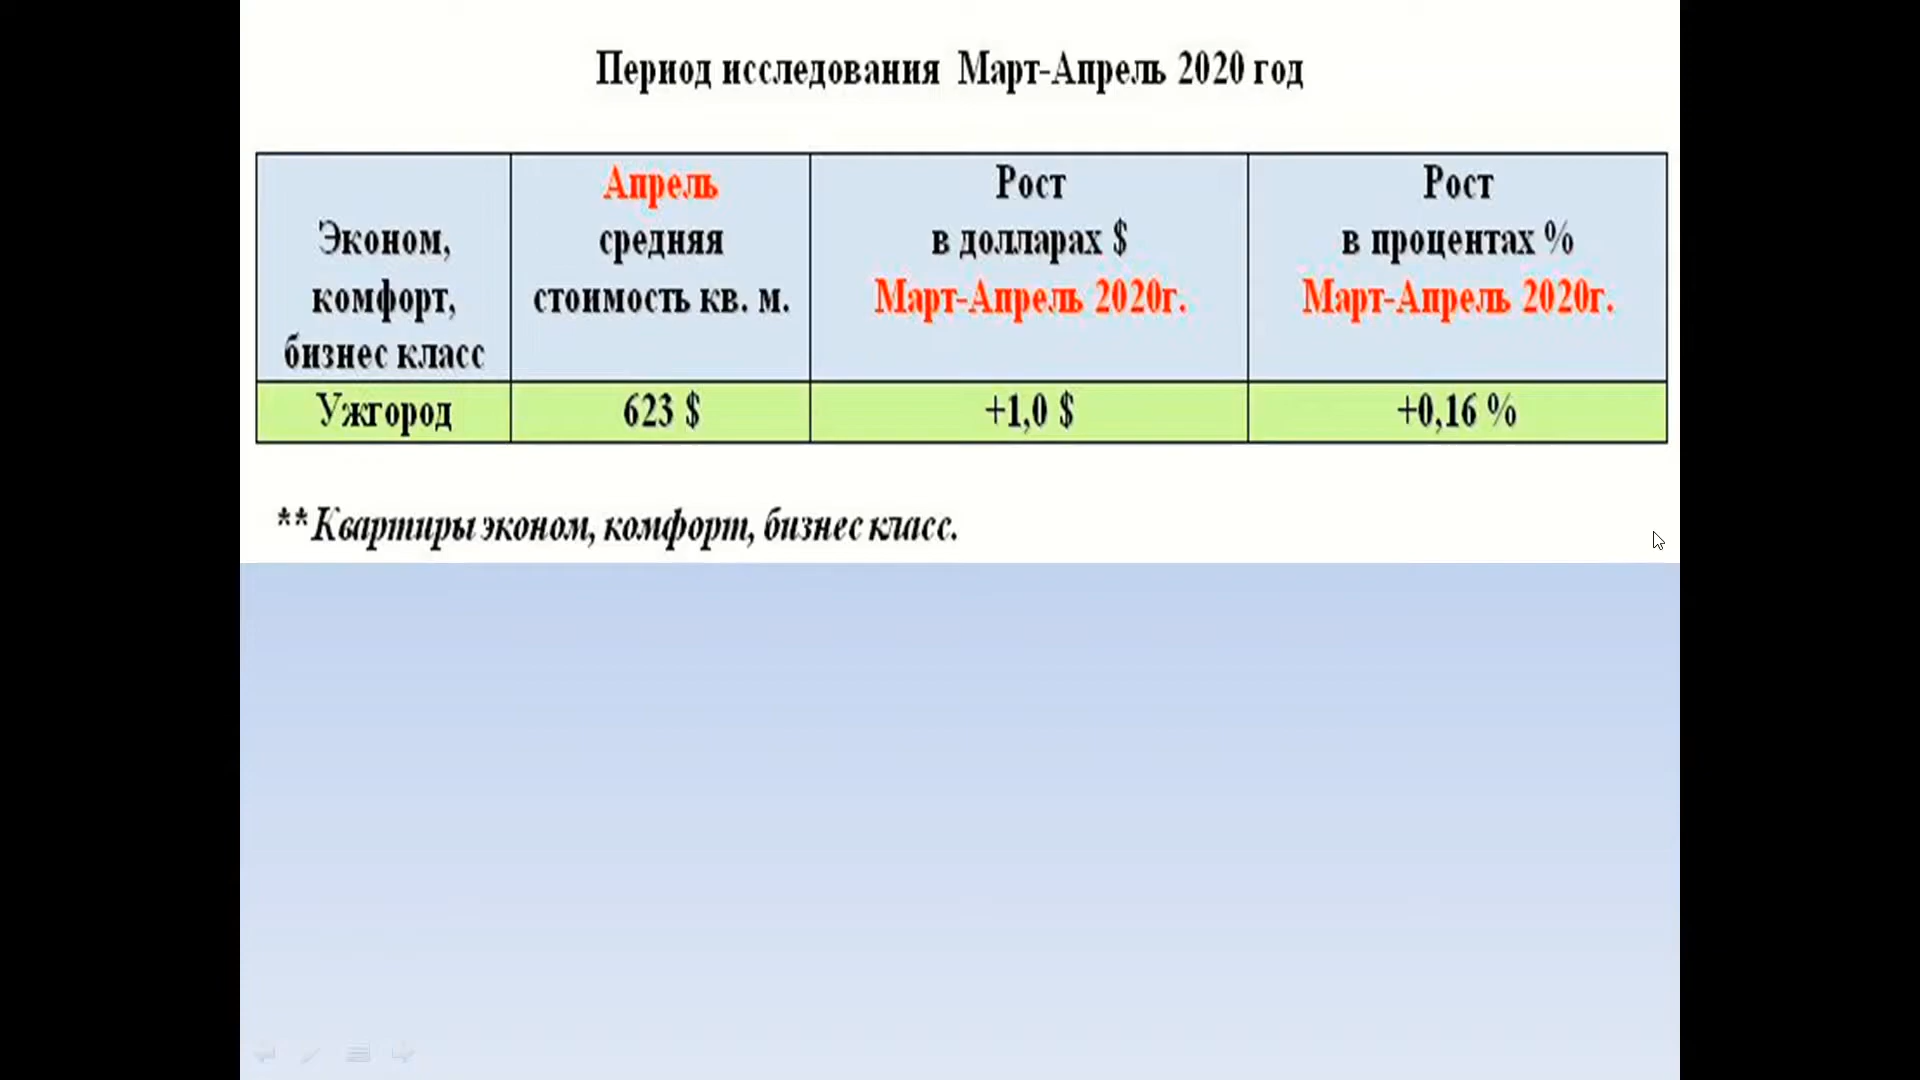 Период исследования Март-Апрель 2020 год
Эконом,
комфорт,
бизнес класс
Апрель
средняя
стоимость кв. м.
Рост
в долларах $
Март-Апрель 2020г.
Рост
в процентах %
Март-Апрель 2020г.
Ужгород 623 $ +1,0 $ +0,16 %
**Квартиры эконом, комфорт, бизнес класс.